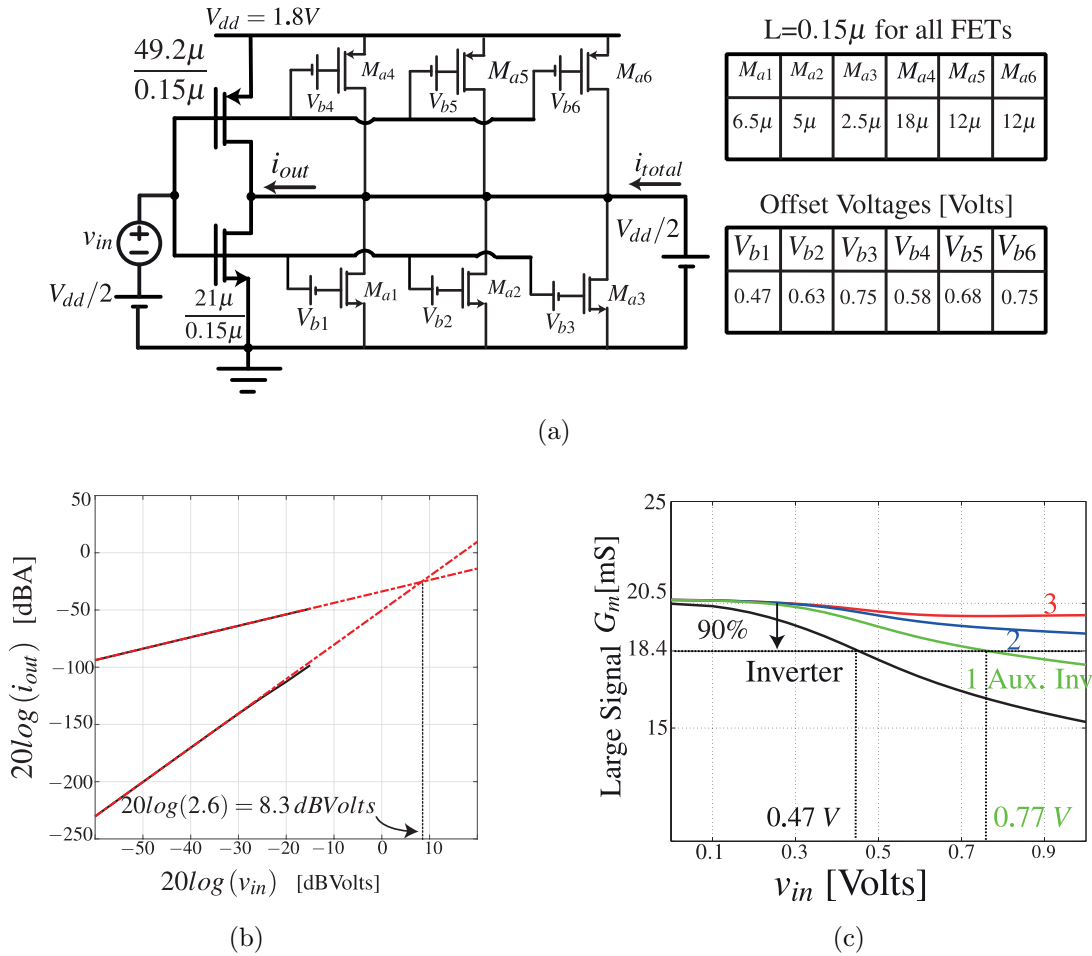 V_dd = 1.8V
49.2μ
0.15μ
M_a4
M_a5
M_a6
V_b4
V_b5
V_b6
i_out
i_total
v_in
V_dd/2
V_dd/2
21μ
0.15μ
M_a1
M_a2
M_a3
V_b1
V_b2
V_b3
L=0.15μ for all FETs
M_a1 M_a2 M_a3 M_a4 M_a5 M_a6
6.5μ 5μ 2.5μ 18μ 12μ 12μ
Offset Voltages [Volts]
V_b1 V_b2 V_b3 V_b4 V_b5 V_b6
0.47 0.63 0.75 0.58 0.68 0.75
(a)
20log(i_out) [dBA]
50
0
−50
−100
−150
−200
−250
20log(2.6) = 8.3 dBVolts
−50 −40 −30 −20 −10 0 10
20log(v_in) [dBVolts]
(b)
Large Signal G_m[mS]
25
20.5
18.4
15
90%
Inverter
3
2
1 Aux. Inv
0.47 V
0.77 V
0.1 0.3 0.5 0.7 0.9
v_in [Volts]
(c)